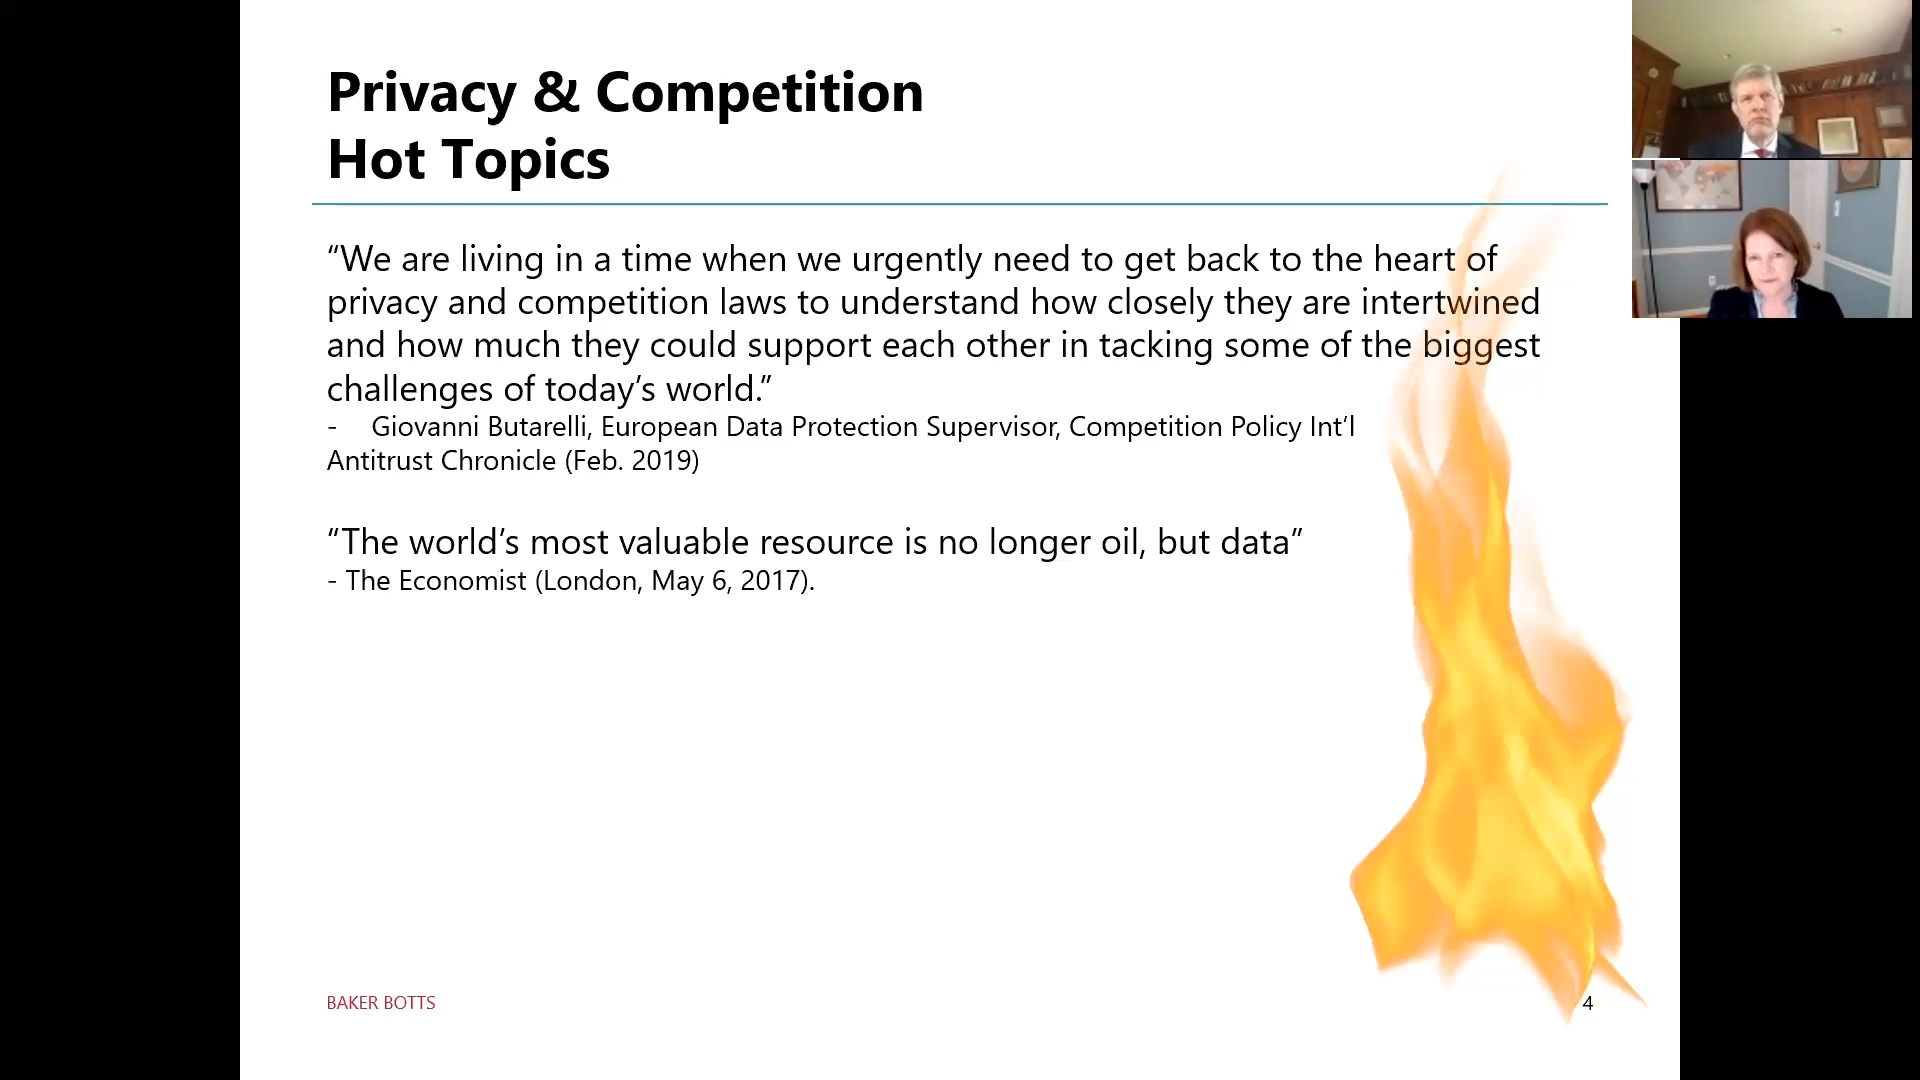 Privacy & Competition
Hot Topics
“We are living in a time when we urgently need to get back to the heart of
privacy and competition laws to understand how closely they are intertwined
and how much they could support each other in tacking some of the biggest
challenges of today’s world.”
- Giovanni Butarelli, European Data Protection Supervisor, Competition Policy Int’l
Antitrust Chronicle (Feb. 2019)
“The world’s most valuable resource is no longer oil, but data”
- The Economist (London, May 6, 2017).
BAKER BOTTS
4